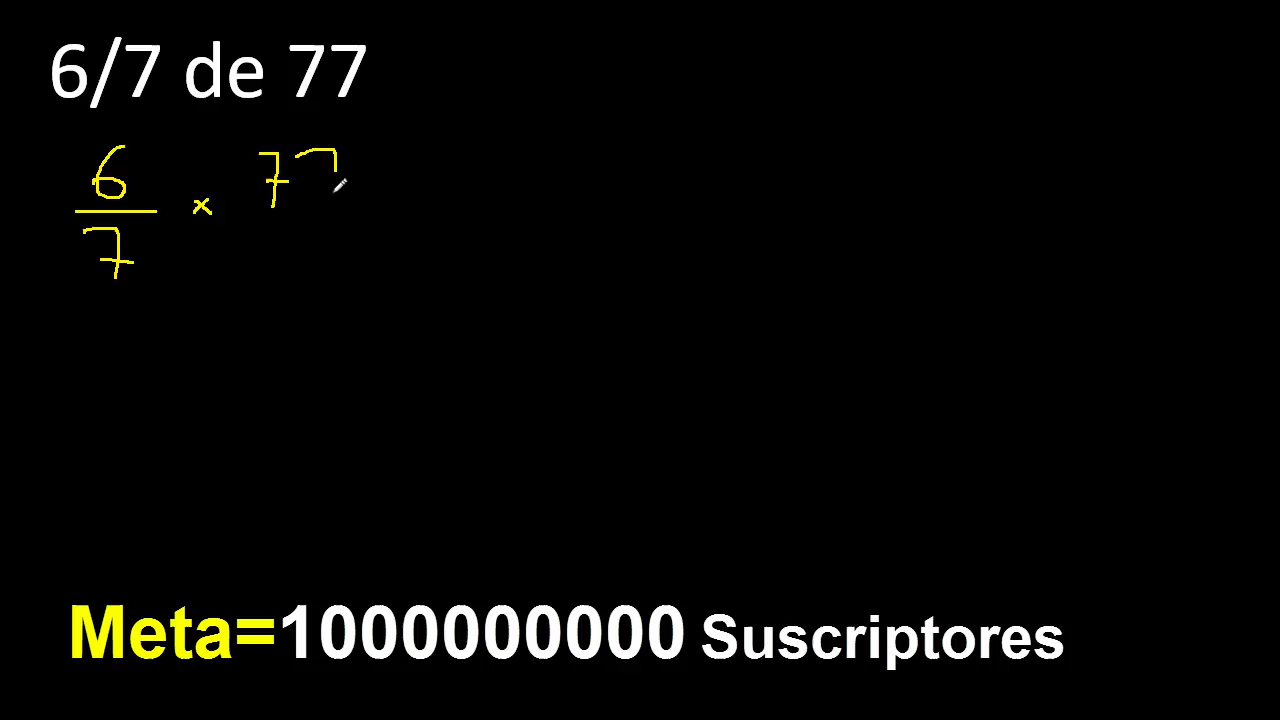 6/7 de 77
6/7 × 77
Meta=1000000000 Suscriptores